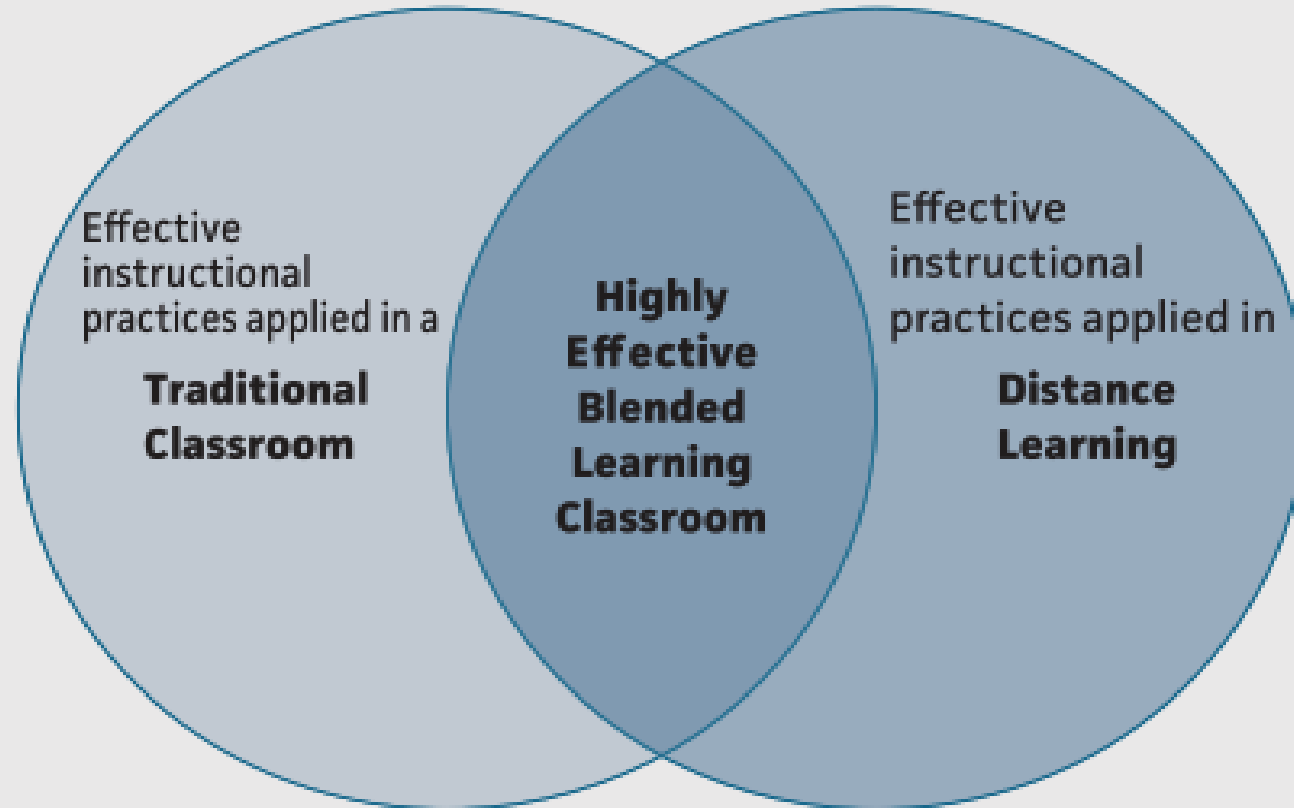 Effective
instructional
practices applied in a
Traditional
Classroom
Highly
Effective
Blended
Learning
Classroom
Effective
instructional
practices applied in
Distance
Learning